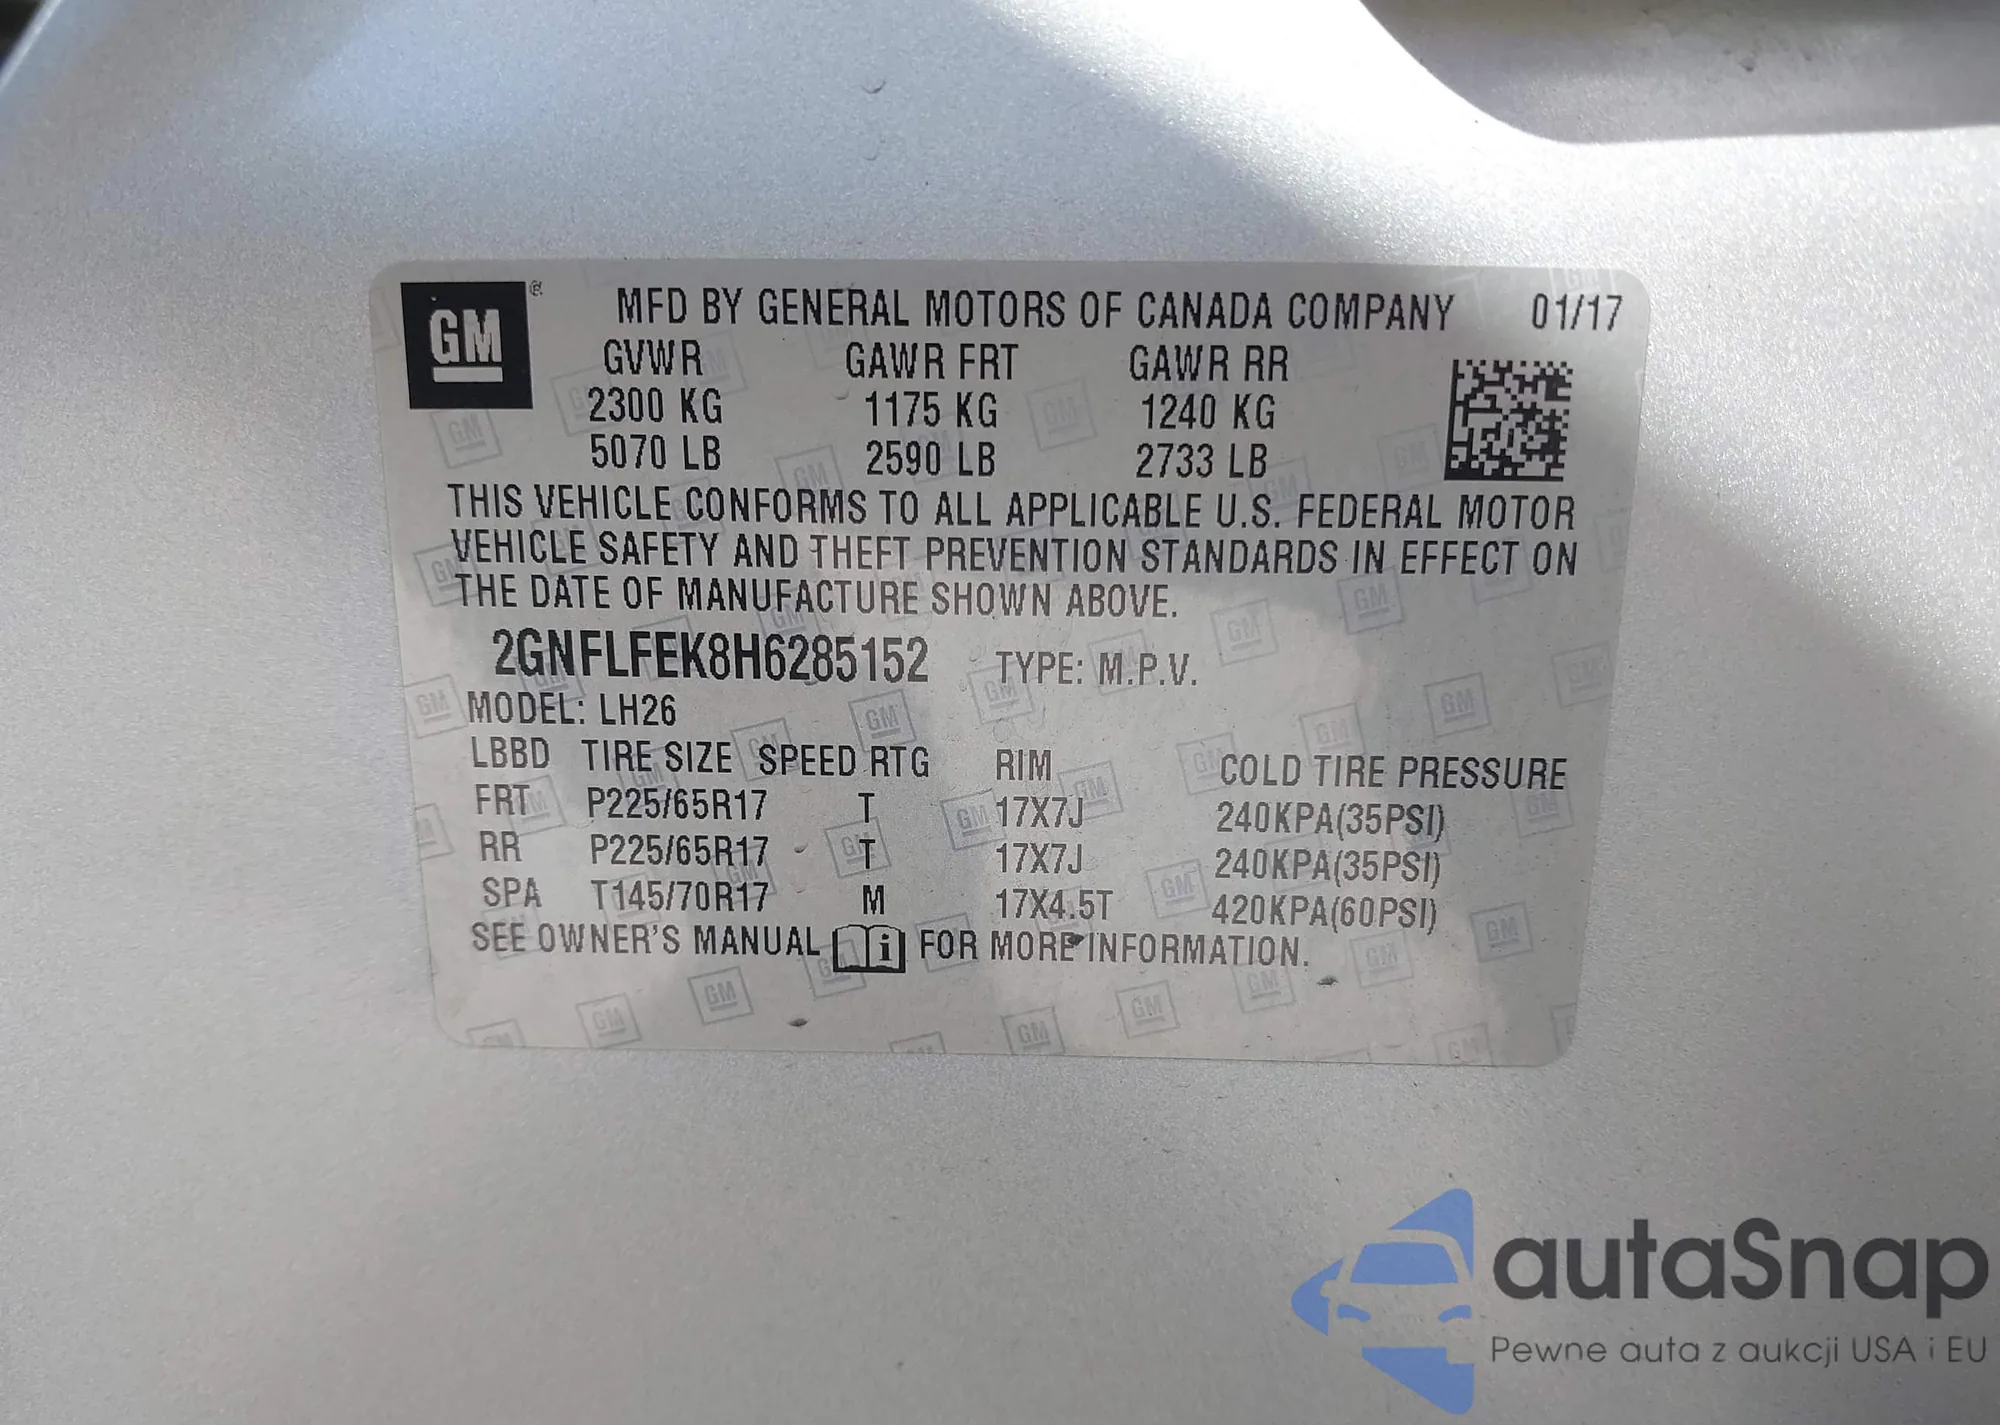 GM ® MFD BY GENERAL MOTORS OF CANADA COMPANY 01/17
GVWR GAWR FRT GAWR RR
2300 KG 1175 KG 1240 KG
5070 LB 2590 LB 2733 LB
THIS VEHICLE CONFORMS TO ALL APPLICABLE U.S. FEDERAL MOTOR
VEHICLE SAFETY AND THEFT PREVENTION STANDARDS IN EFFECT ON
THE DATE OF MANUFACTURE SHOWN ABOVE.
2GNFLFEK8H6285152 TYPE: M.P.V.
MODEL: LH26
LBBD TIRE SIZE SPEED RTG RIM COLD TIRE PRESSURE
FRT P225/65R17 T 17X7J 240KPA(35PSI)
RR P225/65R17 T 17X7J 240KPA(35PSI)
SPA T145/70R17 M 17X4.5T 420KPA(60PSI)
SEE OWNER'S MANUAL i FOR MORE INFORMATION.
autaSnap
Pewne auta z aukcji USA i EU